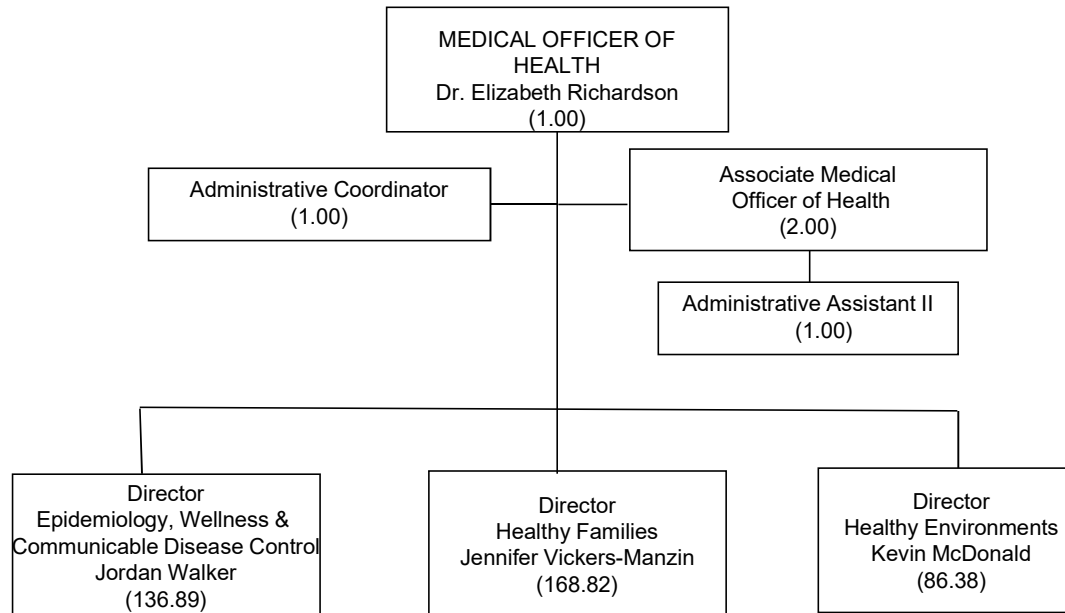 MEDICAL OFFICER OF
HEALTH
Dr. Elizabeth Richardson
(1.00)
Administrative Coordinator
(1.00)
Associate Medical
Officer of Health
(2.00)
Administrative Assistant II
(1.00)
Director
Epidemiology, Wellness &
Communicable Disease Control
Jordan Walker
(136.89)
Director
Healthy Families
Jennifer Vickers-Manzin
(168.82)
Director
Healthy Environments
Kevin McDonald
(86.38)